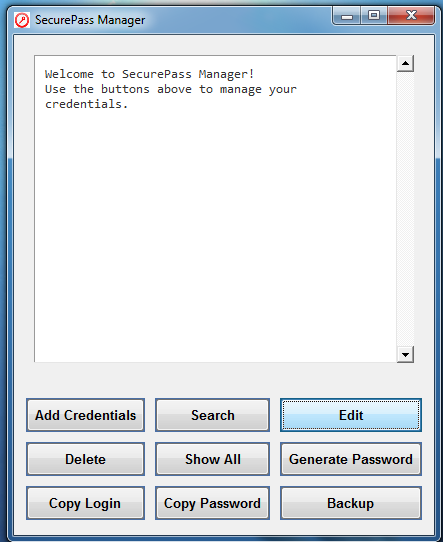 SecurePass Manager
Welcome to SecurePass Manager!
Use the buttons above to manage your
credentials.
Add Credentials
Search
Edit
Delete
Show All
Generate Password
Copy Login
Copy Password
Backup